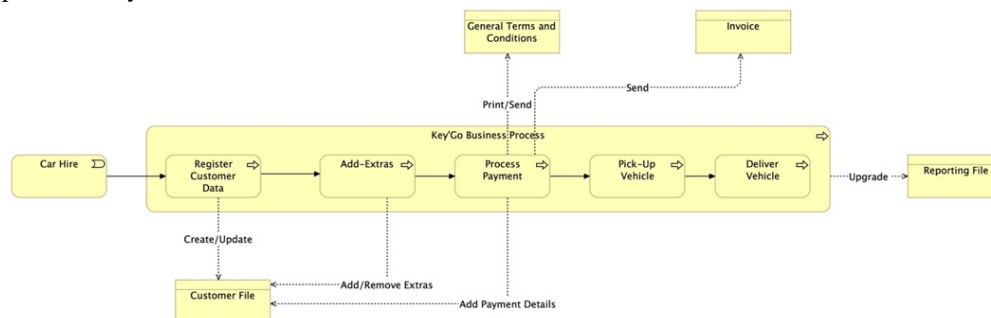 General Terms and
Conditions
Invoice
Send
Print/Send
Key'Go Business Process
Car Hire
Register
Customer
Data
Add-Extras
Process
Payment
Pick-Up
Vehicle
Deliver
Vehicle
Upgrade
Reporting File
Create/Update
Add/Remove Extras
Customer File
Add Payment Details